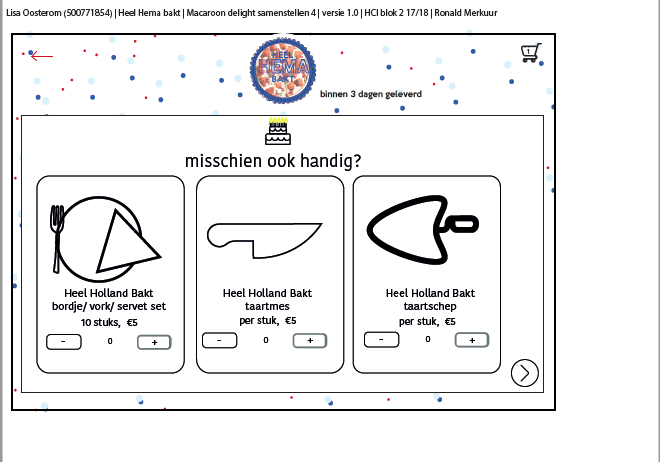 Lisa Oosterom (500771854) | Heel Hema bakt | Macaroon delight samenstellen 4 | versie 1.0 | HCI blok 2 17/18 | Ronald Merkuur
1
HEEL
HEMA
BAKT
binnen 3 dagen geleverd
misschien ook handig?
Heel Holland Bakt
bordje/ vork/ servet set
10 stuks, €5
- 0 +
Heel Holland Bakt
taartmes
per stuk, €5
- 0 +
Heel Holland Bakt
taartschep
per stuk, €5
- 0 +